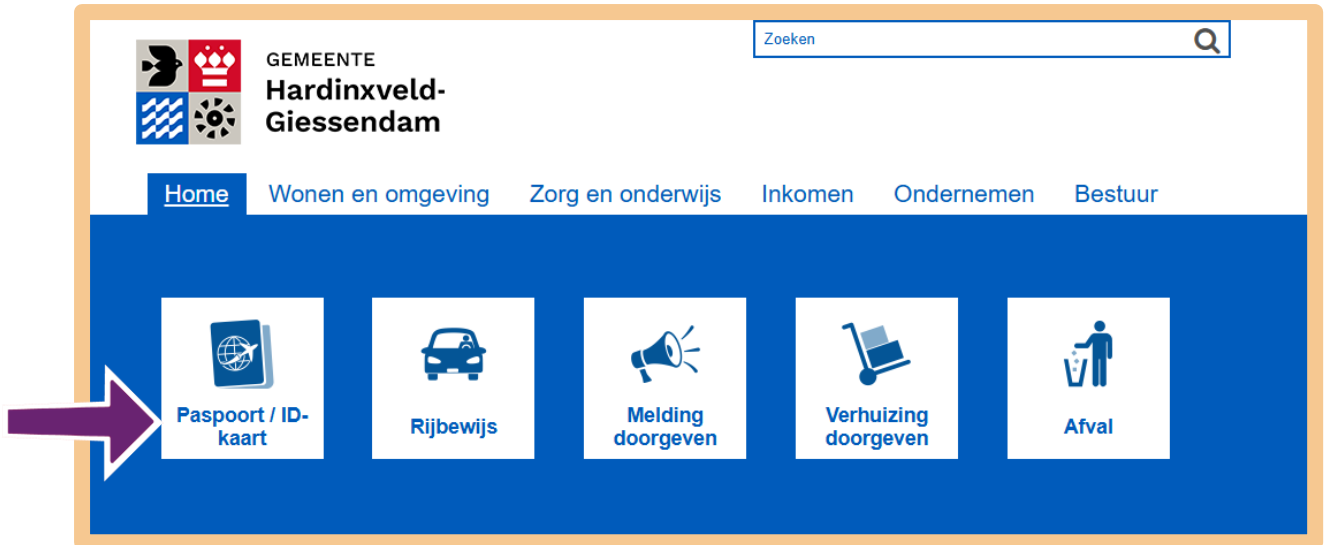 Zoeken
GEMEENTE
Hardinxveld-
Giessendam
Home Wonen en omgeving Zorg en onderwijs Inkomen Ondernemen Bestuur
Paspoort / ID-
kaart
Rijbewijs
Melding
doorgeven
Verhuizing
doorgeven
Afval